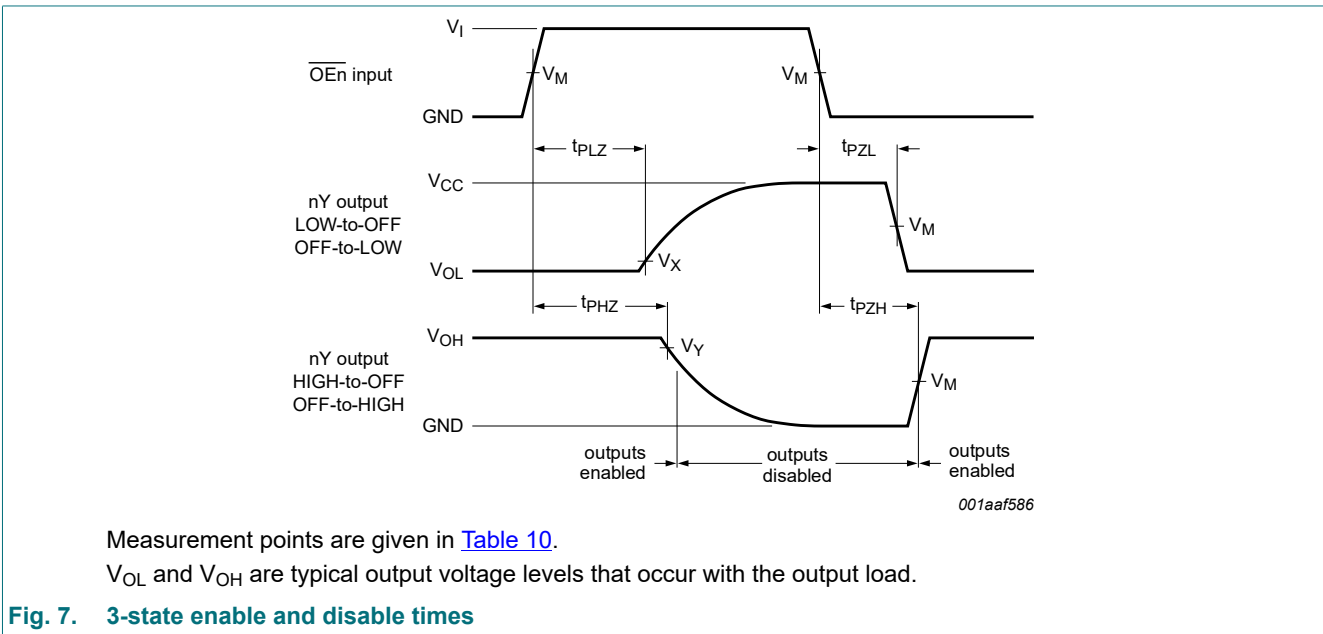 V_I
O̅E̅n̅ input
V_M
V_M
GND
t_PLZ
t_PZL
V_CC
nY output
LOW-to-OFF
OFF-to-LOW
V_M
V_X
V_OL
t_PHZ
t_PZH
V_OH
V_Y
nY output
HIGH-to-OFF
OFF-to-HIGH
V_M
GND
outputs
enabled
outputs
disabled
outputs
enabled
001aaf586
Measurement points are given in Table 10.
V_OL and V_OH are typical output voltage levels that occur with the output load.
Fig. 7. 3-state enable and disable times